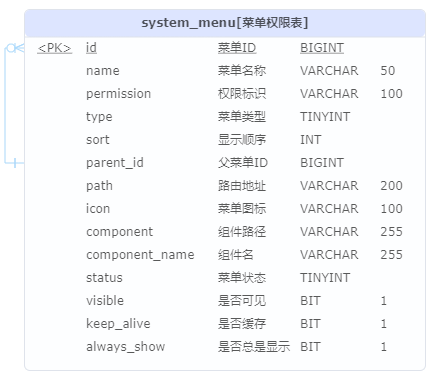 system_menu[菜单权限表]
<PK> id 菜单ID BIGINT
name 菜单名称 VARCHAR 50
permission 权限标识 VARCHAR 100
type 菜单类型 TINYINT
sort 显示顺序 INT
parent_id 父菜单ID BIGINT
path 路由地址 VARCHAR 200
icon 菜单图标 VARCHAR 100
component 组件路径 VARCHAR 255
component_name 组件名 VARCHAR 255
status 菜单状态 TINYINT
visible 是否可见 BIT 1
keep_alive 是否缓存 BIT 1
always_show 是否总是显示 BIT 1